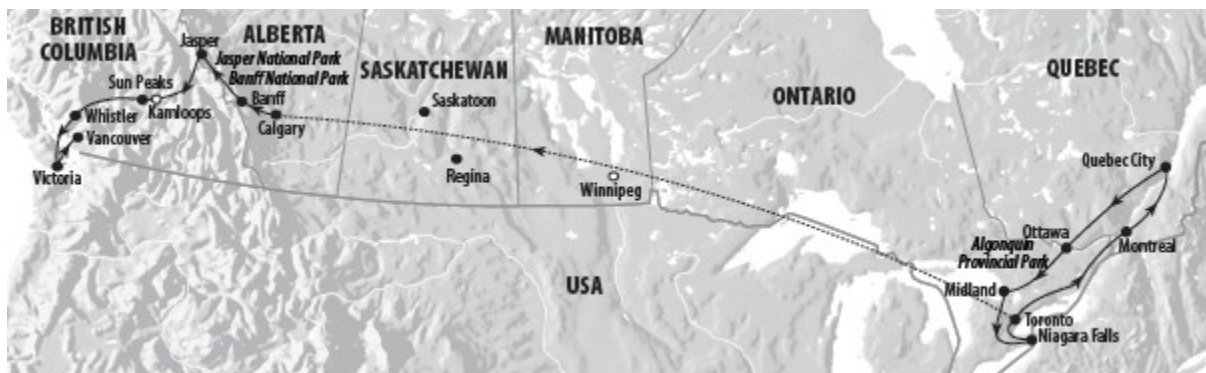 BRITISH
COLUMBIA
Jasper
ALBERTA
Jasper National Park
Banff National Park
SASKATCHEWAN
MANITOBA
ONTARIO
QUEBEC
Sun Peaks
Kamloops
Whistler
Vancouver
Victoria
Banff
Calgary
Saskatoon
Regina
Winnipeg
USA
Quebec City
Ottawa
Montreal
Algonquin
Provincial Park
Midland
Toronto
Niagara Falls